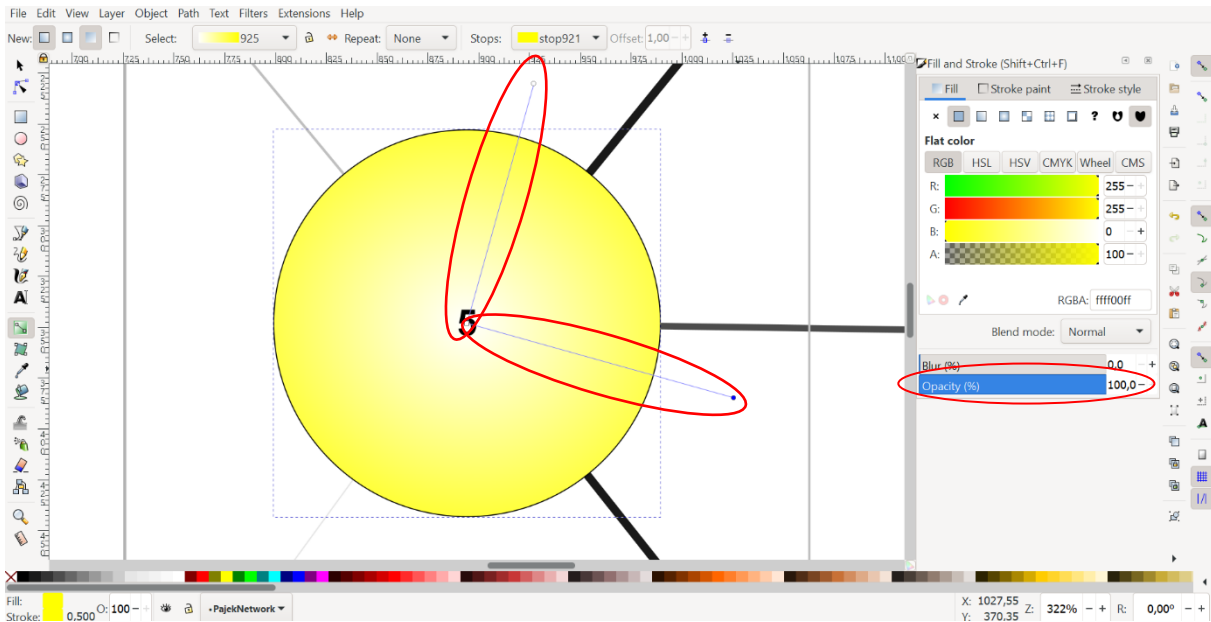 File Edit View Layer Object Path Text Filters Extensions Help
New: Select: 925 Repeat: None Stops: stop921 Offset: 1,00 - +
Fill and Stroke (Shift+Ctrl+F)
Fill Stroke paint Stroke style
?
Flat color
RGB HSL HSV CMYK Wheel CMS
R: 255 - +
G: 255 - +
B: 0 - +
A: 100 - +
RGBA: ffff00ff
Blend mode: Normal
Blur (%) 0,0 - +
Opacity (%) 100,0 -
5
Fill: O: 100 - + •PajekNetwork X: 1027,55 Z: 322% - + R: 0,00° - +
Stroke: 0,500 Y: 370,35